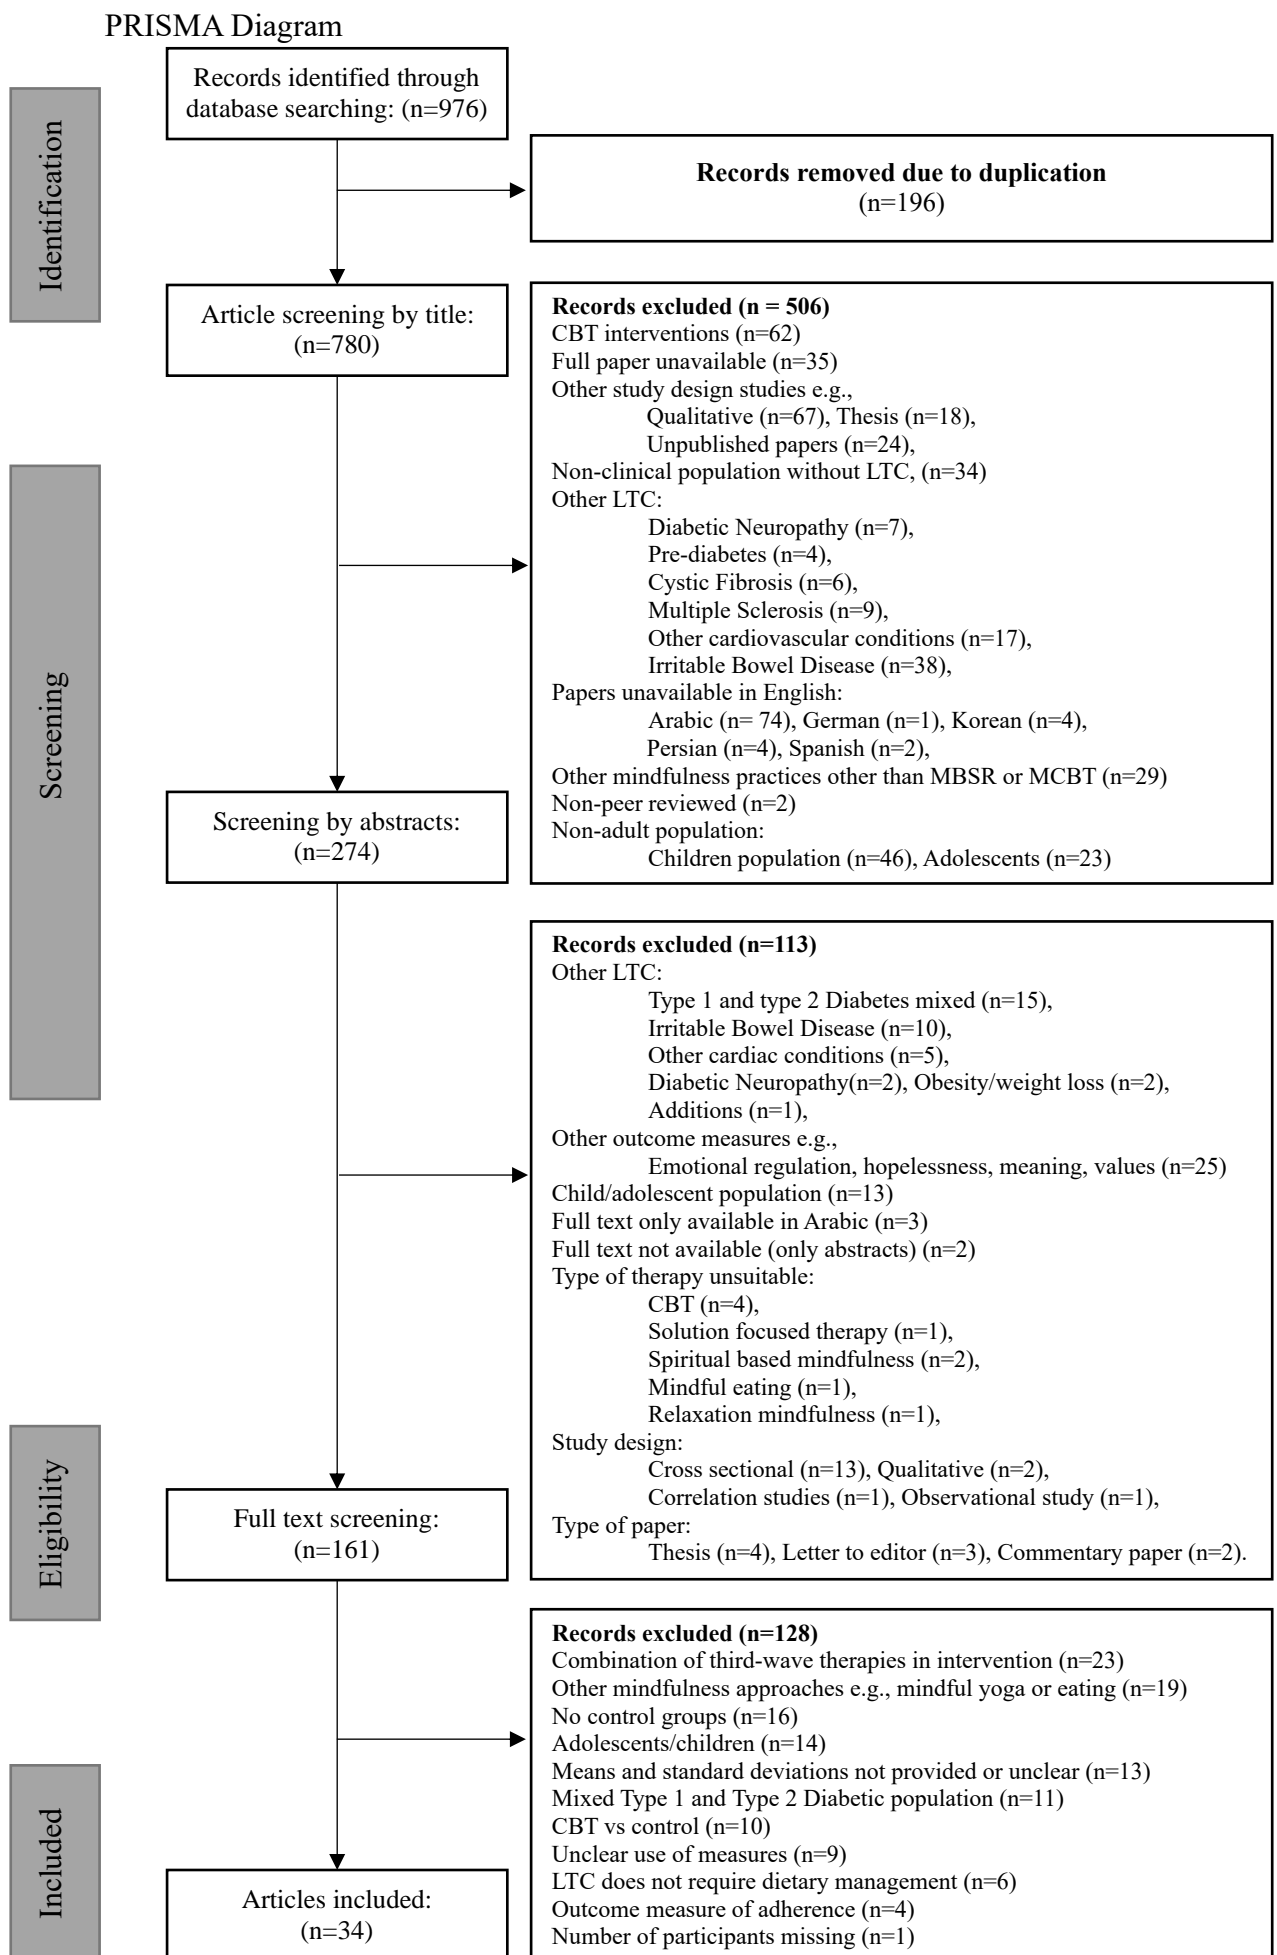 PRISMA Diagram
Identification
Records identified through
database searching: (n=976)
Records removed due to duplication
(n=196)
Article screening by title:
(n=780)
Records excluded (n = 506)
CBT interventions (n=62)
Full paper unavailable (n=35)
Other study design studies e.g.,
Qualitative (n=67), Thesis (n=18),
Unpublished papers (n=24),
Non-clinical population without LTC, (n=34)
Other LTC:
Diabetic Neuropathy (n=7),
Pre-diabetes (n=4),
Cystic Fibrosis (n=6),
Multiple Sclerosis (n=9),
Other cardiovascular conditions (n=17),
Irritable Bowel Disease (n=38),
Papers unavailable in English:
Arabic (n= 74), German (n=1), Korean (n=4),
Persian (n=4), Spanish (n=2),
Other mindfulness practices other than MBSR or MCBT (n=29)
Non-peer reviewed (n=2)
Non-adult population:
Children population (n=46), Adolescents (n=23)
Screening
Screening by abstracts:
(n=274)
Records excluded (n=113)
Other LTC:
Type 1 and type 2 Diabetes mixed (n=15),
Irritable Bowel Disease (n=10),
Other cardiac conditions (n=5),
Diabetic Neuropathy(n=2), Obesity/weight loss (n=2),
Additions (n=1),
Other outcome measures e.g.,
Emotional regulation, hopelessness, meaning, values (n=25)
Child/adolescent population (n=13)
Full text only available in Arabic (n=3)
Full text not available (only abstracts) (n=2)
Type of therapy unsuitable:
CBT (n=4),
Solution focused therapy (n=1),
Spiritual based mindfulness (n=2),
Mindful eating (n=1),
Relaxation mindfulness (n=1),
Study design:
Cross sectional (n=13), Qualitative (n=2),
Correlation studies (n=1), Observational study (n=1),
Type of paper:
Thesis (n=4), Letter to editor (n=3), Commentary paper (n=2).
Eligibility
Full text screening:
(n=161)
Records excluded (n=128)
Combination of third-wave therapies in intervention (n=23)
Other mindfulness approaches e.g., mindful yoga or eating (n=19)
No control groups (n=16)
Adolescents/children (n=14)
Means and standard deviations not provided or unclear (n=13)
Mixed Type 1 and Type 2 Diabetic population (n=11)
CBT vs control (n=10)
Unclear use of measures (n=9)
LTC does not require dietary management (n=6)
Outcome measure of adherence (n=4)
Number of participants missing (n=1)
Included
Articles included:
(n=34)